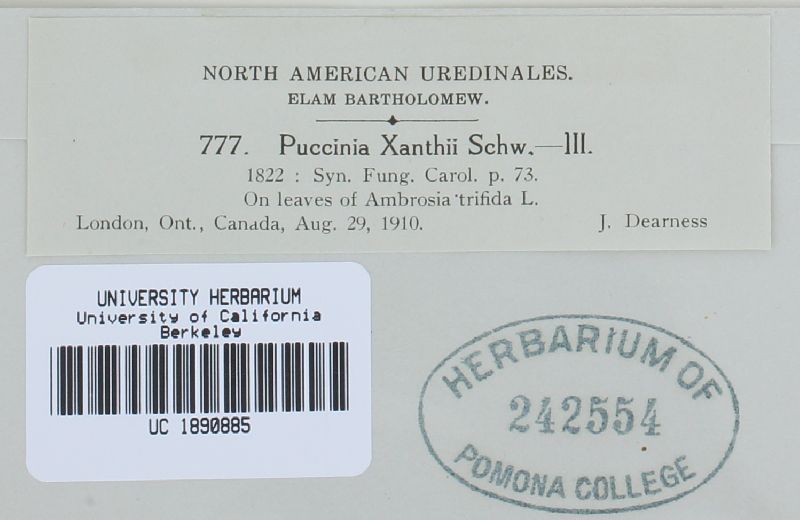 NORTH AMERICAN UREDINALES.
ELAM BARTHOLOMEW.
777. Puccinia Xanthii Schw.—III.
1822 : Syn. Fung. Carol. p. 73.
On leaves of Ambrosia trifida L.
London, Ont., Canada, Aug. 29, 1910. J. Dearness
UNIVERSITY HERBARIUM
University of California
Berkeley
UC 1890885
HERBARIUM OF
242554
POMONA COLLEGE